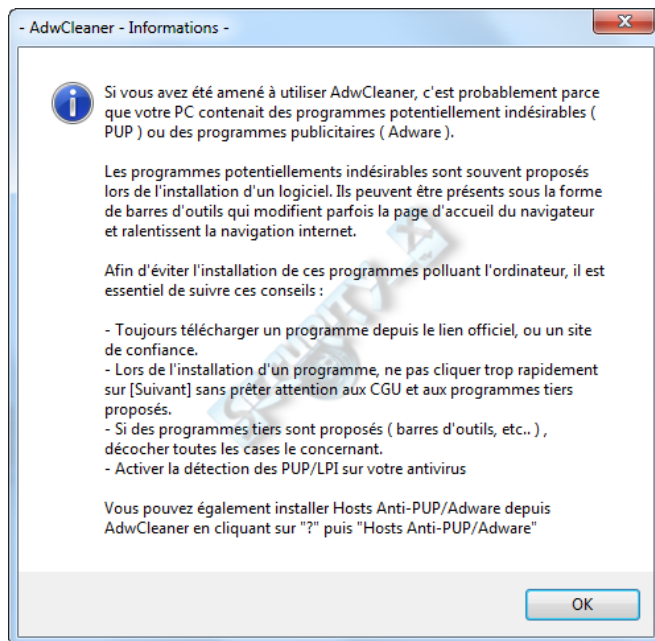 - AdwCleaner - Informations -
Si vous avez été amené à utiliser AdwCleaner, c'est probablement parce
que votre PC contenait des programmes potentiellement indésirables (
PUP ) ou des programmes publicitaires ( Adware ).
Les programmes potentiellements indésirables sont souvent proposés
lors de l'installation d'un logiciel. Ils peuvent être présents sous la forme
de barres d'outils qui modifient parfois la page d'accueil du navigateur
et ralentissent la navigation internet.
Afin d'éviter l'installation de ces programmes polluant l'ordinateur, il est
essentiel de suivre ces conseils :
- Toujours télécharger un programme depuis le lien officiel, ou un site
de confiance.
- Lors de l'installation d'un programme, ne pas cliquer trop rapidement
sur [Suivant] sans prêter attention aux CGU et aux programmes tiers
proposés.
- Si des programmes tiers sont proposés ( barres d'outils, etc.. ) ,
décocher toutes les cases le concernant.
- Activer la détection des PUP/LPI sur votre antivirus
Vous pouvez également installer Hosts Anti-PUP/Adware depuis
AdwCleaner en cliquant sur "?" puis "Hosts Anti-PUP/Adware"
OK